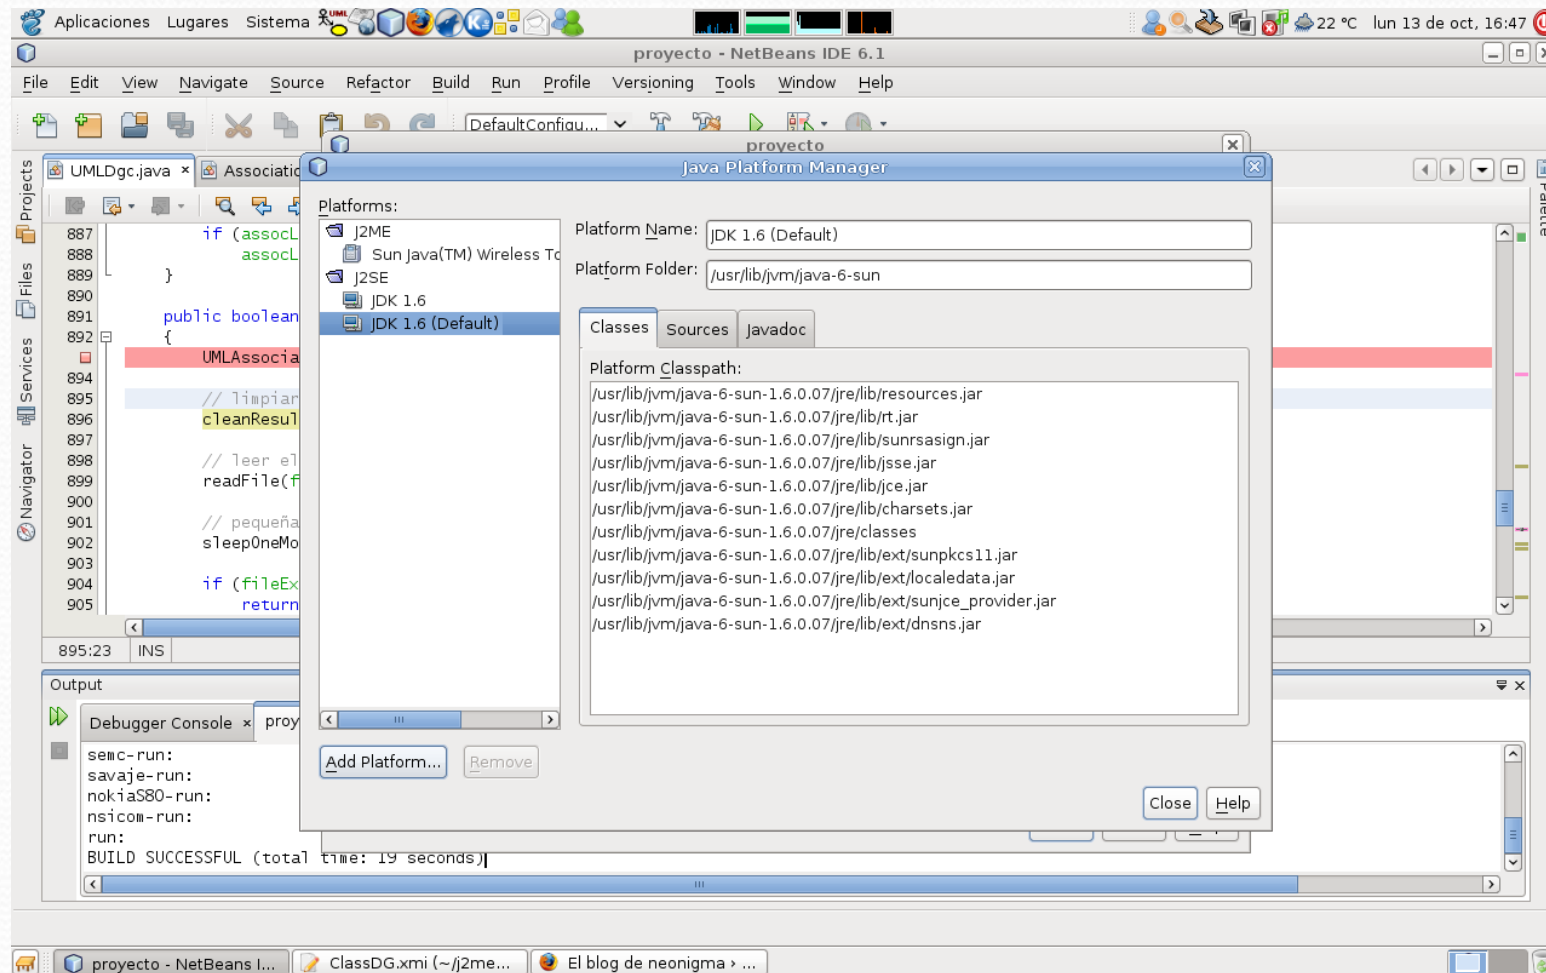 Aplicaciones Lugares Sistema
22 °C lun 13 de oct, 16:47
proyecto - NetBeans IDE 6.1
File Edit View Navigate Source Refactor Build Run Profile Versioning Tools Window Help
DefaultConfigu...
proyecto
UMLDgc.java
Associatio
Java Platform Manager
Projects
Files
Services
Navigator
Palette
Platforms:
J2ME
Sun Java(TM) Wireless To
J2SE
JDK 1.6
JDK 1.6 (Default)
Platform Name: JDK 1.6 (Default)
Platform Folder: /usr/lib/jvm/java-6-sun
Classes Sources Javadoc
Platform Classpath:
/usr/lib/jvm/java-6-sun-1.6.0.07/jre/lib/resources.jar
/usr/lib/jvm/java-6-sun-1.6.0.07/jre/lib/rt.jar
/usr/lib/jvm/java-6-sun-1.6.0.07/jre/lib/sunrsasign.jar
/usr/lib/jvm/java-6-sun-1.6.0.07/jre/lib/jsse.jar
/usr/lib/jvm/java-6-sun-1.6.0.07/jre/lib/jce.jar
/usr/lib/jvm/java-6-sun-1.6.0.07/jre/lib/charsets.jar
/usr/lib/jvm/java-6-sun-1.6.0.07/jre/classes
/usr/lib/jvm/java-6-sun-1.6.0.07/jre/lib/ext/sunpkcs11.jar
/usr/lib/jvm/java-6-sun-1.6.0.07/jre/lib/ext/localedata.jar
/usr/lib/jvm/java-6-sun-1.6.0.07/jre/lib/ext/sunjce_provider.jar
/usr/lib/jvm/java-6-sun-1.6.0.07/jre/lib/ext/dnsns.jar
Add Platform... Remove
Close Help
887 if (assocL
888 assocL
889 }
890
891 public boolean
892 {
UMLAssocia
894
895 // limpiar
896 cleanResul
897
898 // leer el
899 readFile(f
900
901 // pequeña
902 sleepOneMo
903
904 if (fileEx
905 return
895:23 INS
Output
Debugger Console proy
semc-run:
savaje-run:
nokiaS80-run:
nsicom-run:
run:
BUILD SUCCESSFUL (total time: 19 seconds)
proyecto - NetBeans I... ClassDG.xmi (~/j2me... El blog de neonigma › ...